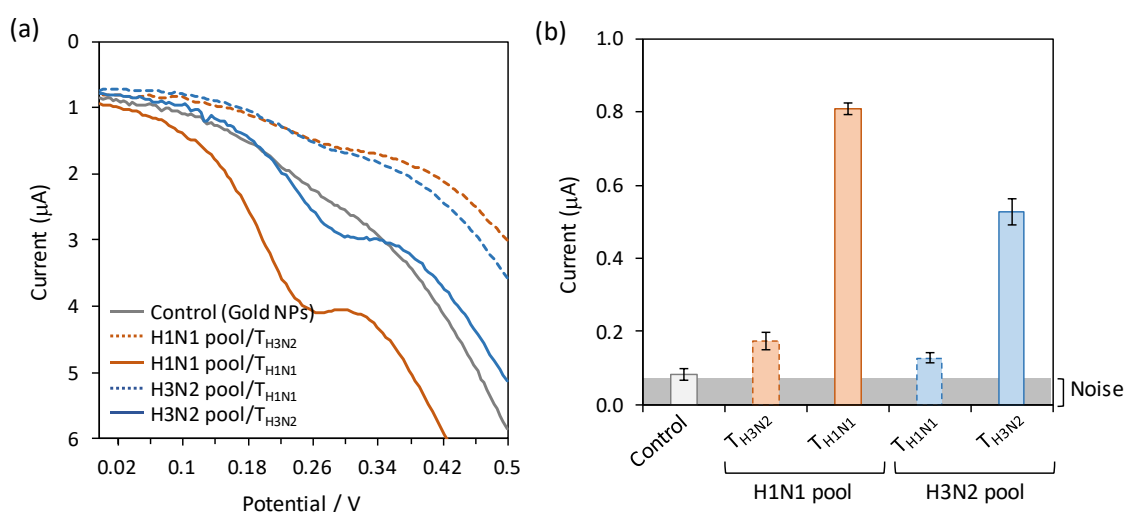 (a)
0
1
2
3
4
5
6
Current (μA)
0.02 0.1 0.18 0.26 0.34 0.42 0.5
Potential / V
Control (Gold NPs)
H1N1 pool/TH3N2
H1N1 pool/TH1N1
H3N2 pool/TH1N1
H3N2 pool/TH3N2
(b)
1.0
0.8
0.6
0.4
0.2
0.0
Current (μA)
Noise
Control TH3N2 TH1N1 TH1N1 TH3N2
H1N1 pool H3N2 pool